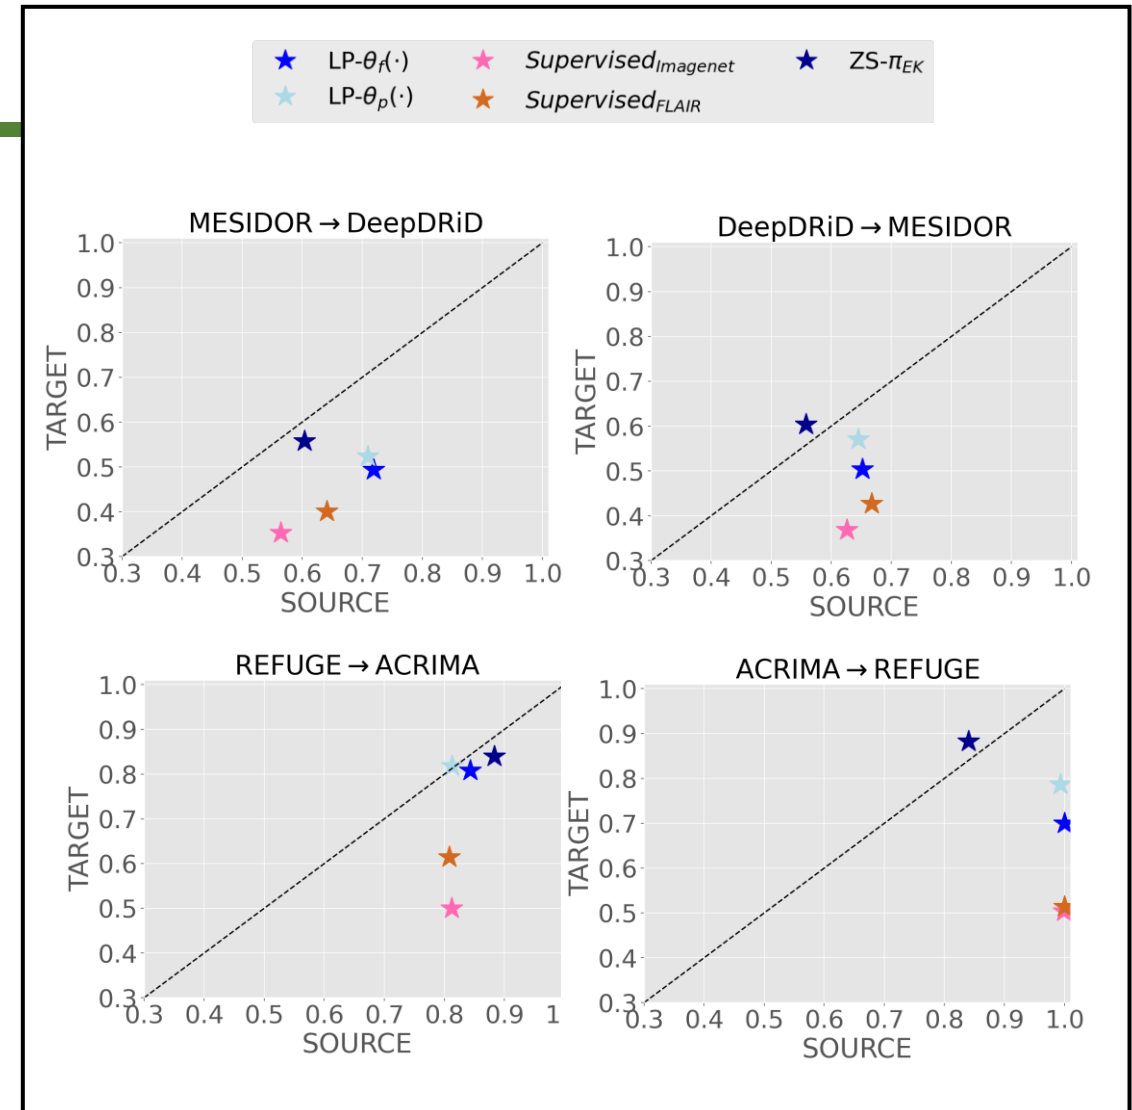 LP-θf(·)
Supervised_Imagenet
ZS-π_EK
LP-θp(·)
Supervised_FLAIR
MESIDOR → DeepDRiD
1.0
0.9
0.8
0.7
0.6
0.5
0.4
0.3
TARGET
0.3 0.4 0.5 0.6 0.7 0.8 0.9 1.0
SOURCE
DeepDRiD → MESIDOR
1.0
0.9
0.8
0.7
0.6
0.5
0.4
0.3
TARGET
0.3 0.4 0.5 0.6 0.7 0.8 0.9 1.0
SOURCE
REFUGE → ACRIMA
1.0
0.9
0.8
0.7
0.6
0.5
0.4
0.3
TARGET
0.3 0.4 0.5 0.6 0.7 0.8 0.9 1
SOURCE
ACRIMA → REFUGE
1.0
0.9
0.8
0.7
0.6
0.5
0.4
0.3
TARGET
0.3 0.4 0.5 0.6 0.7 0.8 0.9 1.0
SOURCE